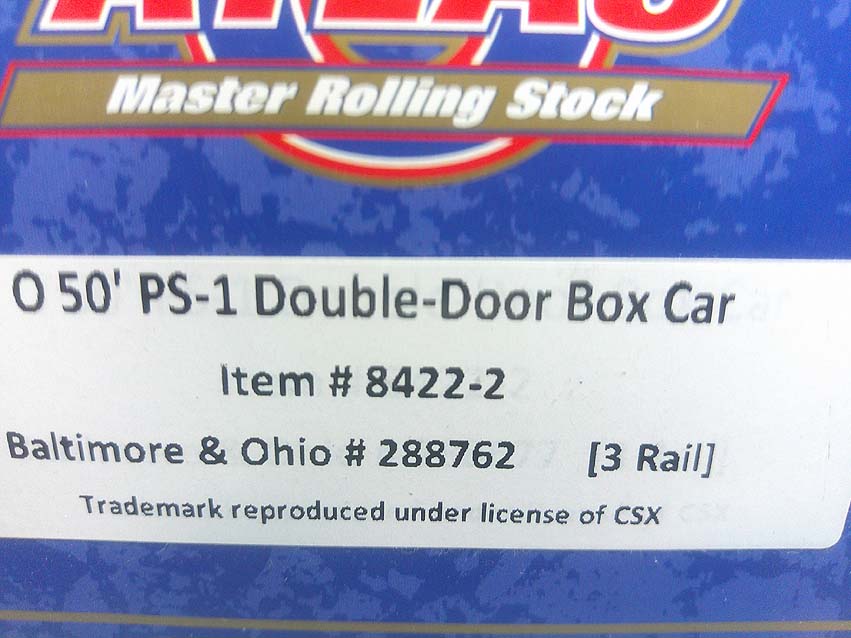 ATLAS
Master Rolling Stock
O 50' PS-1 Double-Door Box Car
Item # 8422-2
Baltimore & Ohio # 288762 [3 Rail]
Trademark reproduced under license of CSX